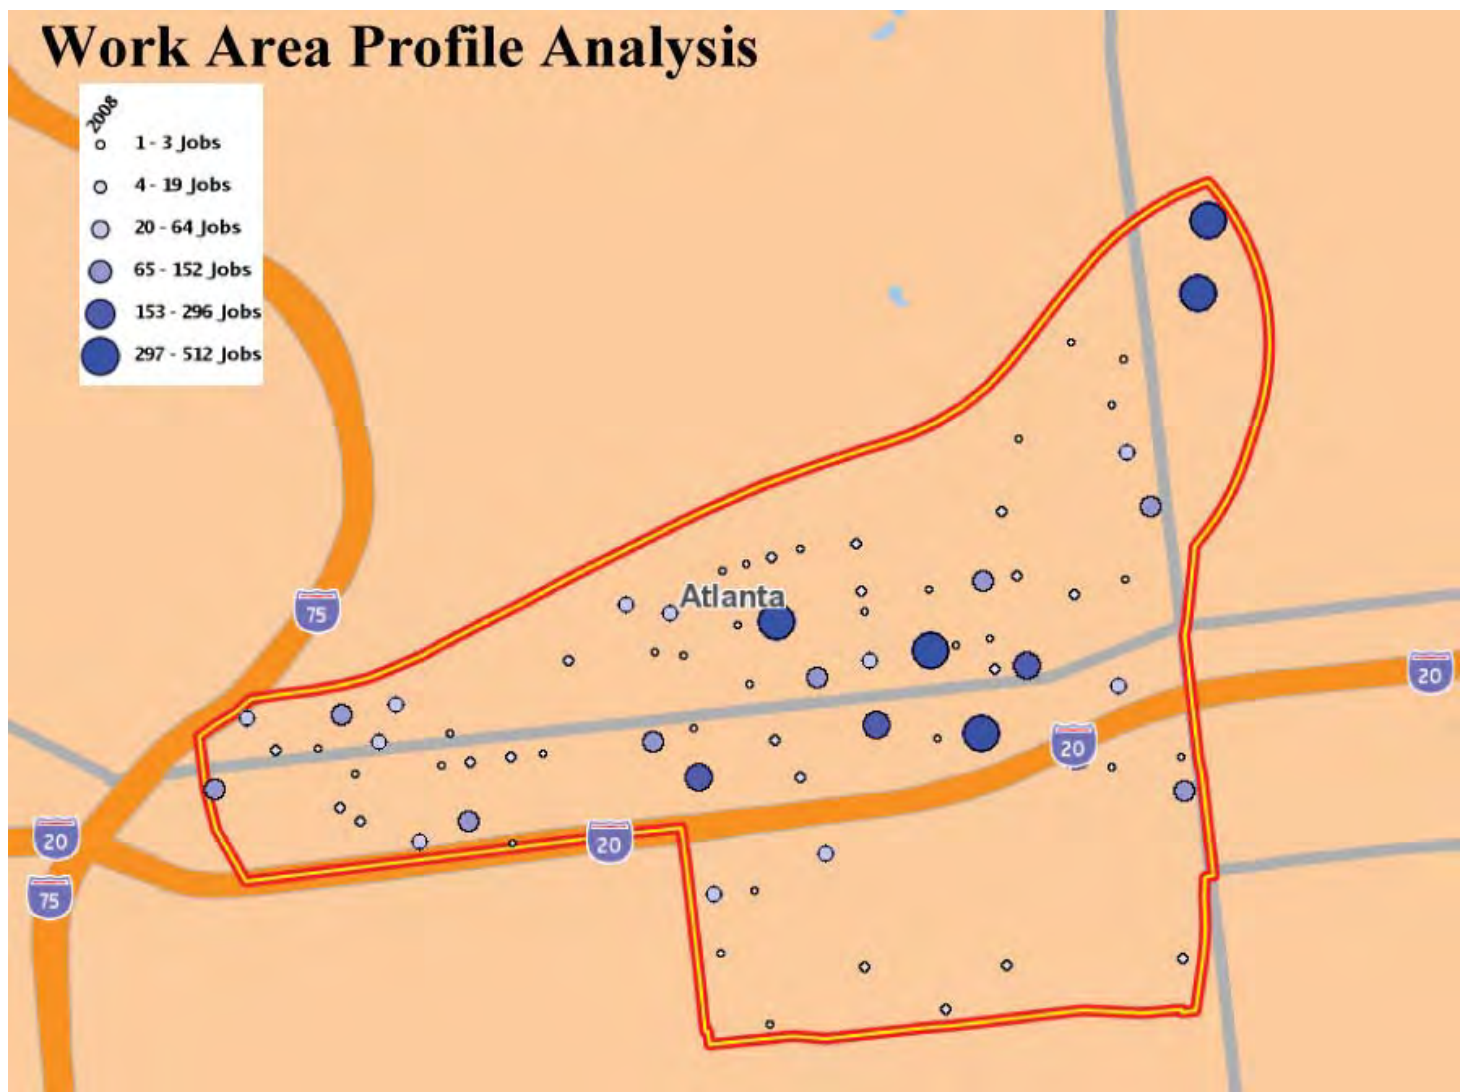 Work Area Profile Analysis
2008
1 - 3 Jobs
4 - 19 Jobs
20 - 64 Jobs
65 - 152 Jobs
153 - 296 Jobs
297 - 512 Jobs
Atlanta
75
20
20
20
20
75